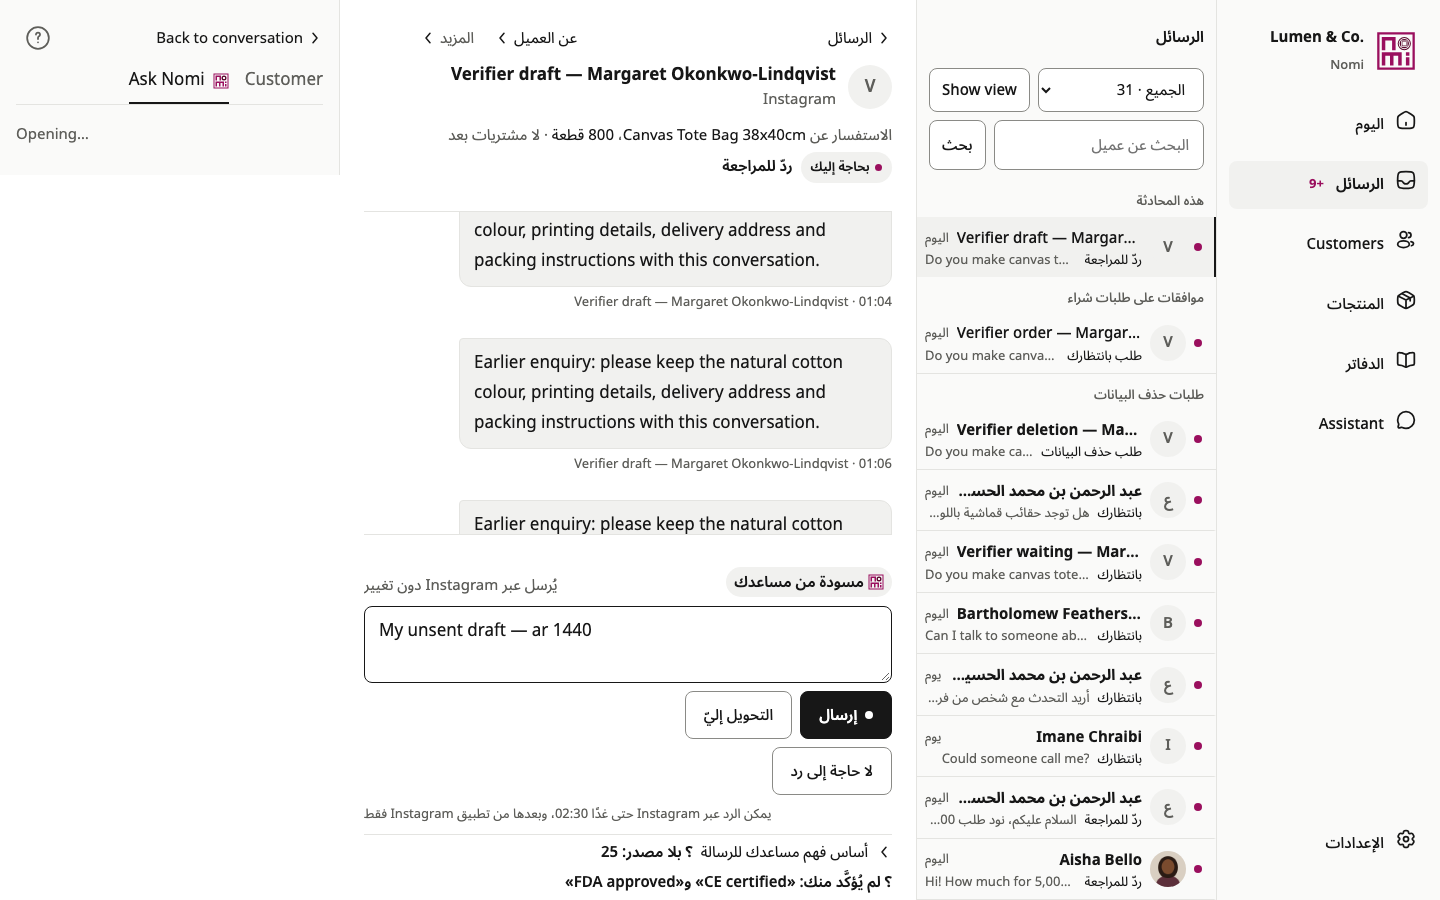 Lumen & Co.
Nomi
اليوم
الرسائل
9+
Customers
المنتجات
الدفاتر
Assistant
الإعدادات
الرسائل
الجميع · 31
Show view
البحث عن عميل
بحث
هذه المحادثة
V
Verifier draft — Margar...
اليوم
ردّ للمراجعة
Do you make canvas t...
موافقات على طلبات شراء
V
Verifier order — Margar...
اليوم
طلب بانتظارك
Do you make canva...
طلبات حذف البيانات
V
Verifier deletion — Ma...
اليوم
طلب حذف البيانات
Do you make ca...
ع
عبد الرحمن بن محمد الحسـ...
اليوم
بانتظارك
هل توجد حقائب قماشية باللو...
V
Verifier waiting — Mar...
اليوم
بانتظارك
Do you make canvas tote...
B
Bartholomew Feathers...
اليوم
بانتظارك
Can I talk to someone ab...
ع
عبد الرحمن بن محمد الحسيـ...
يوم
بانتظارك
أريد التحدث مع شخص من فر...
I
Imane Chraibi
يوم
بانتظارك
Could someone call me?
ع
عبد الرحمن بن محمد الحسـ...
اليوم
ردّ للمراجعة
السلام عليكم، نود طلب 00...
Aisha Bello
اليوم
ردّ للمراجعة
Hi! How much for 5,00...
الرسائل
عن العميل
المزيد
V
Verifier draft — Margaret Okonkwo-Lindqvist
Instagram
الاستفسار عن Canvas Tote Bag 38x40cm، 800 قطعة · لا مشتريات بعد
بحاجة إليك
ردّ للمراجعة
colour, printing details, delivery address and
packing instructions with this conversation.
Verifier draft — Margaret Okonkwo-Lindqvist · 01:04
Earlier enquiry: please keep the natural cotton
colour, printing details, delivery address and
packing instructions with this conversation.
Verifier draft — Margaret Okonkwo-Lindqvist · 01:06
Earlier enquiry: please keep the natural cotton
مسودة من مساعدك
يُرسل عبر Instagram دون تغيير
My unsent draft — ar 1440
إرسال
التحويل إليّ
لا حاجة إلى رد
يمكن الرد عبر Instagram حتى غدًا 02:30، وبعدها من تطبيق Instagram فقط
أساس فهم مساعدك للرسالة
؟ بلا مصدر: 25
؟ لم يُؤكَّد منك: «CE certified» و«FDA approved»
Back to conversation
?
Ask Nomi
Customer
Opening...